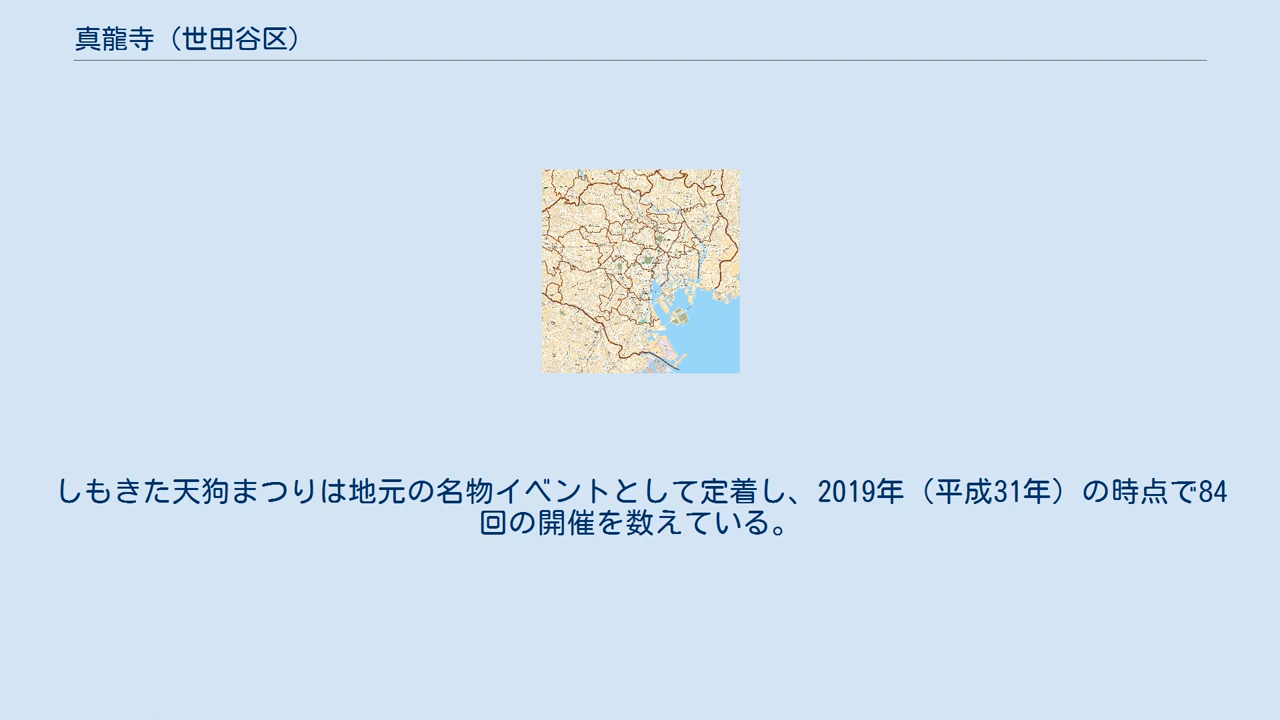 真龍寺（世田谷区）
しもきた天狗まつりは地元の名物イベントとして定着し、2019年（平成31年）の時点で84
回の開催を数えている。